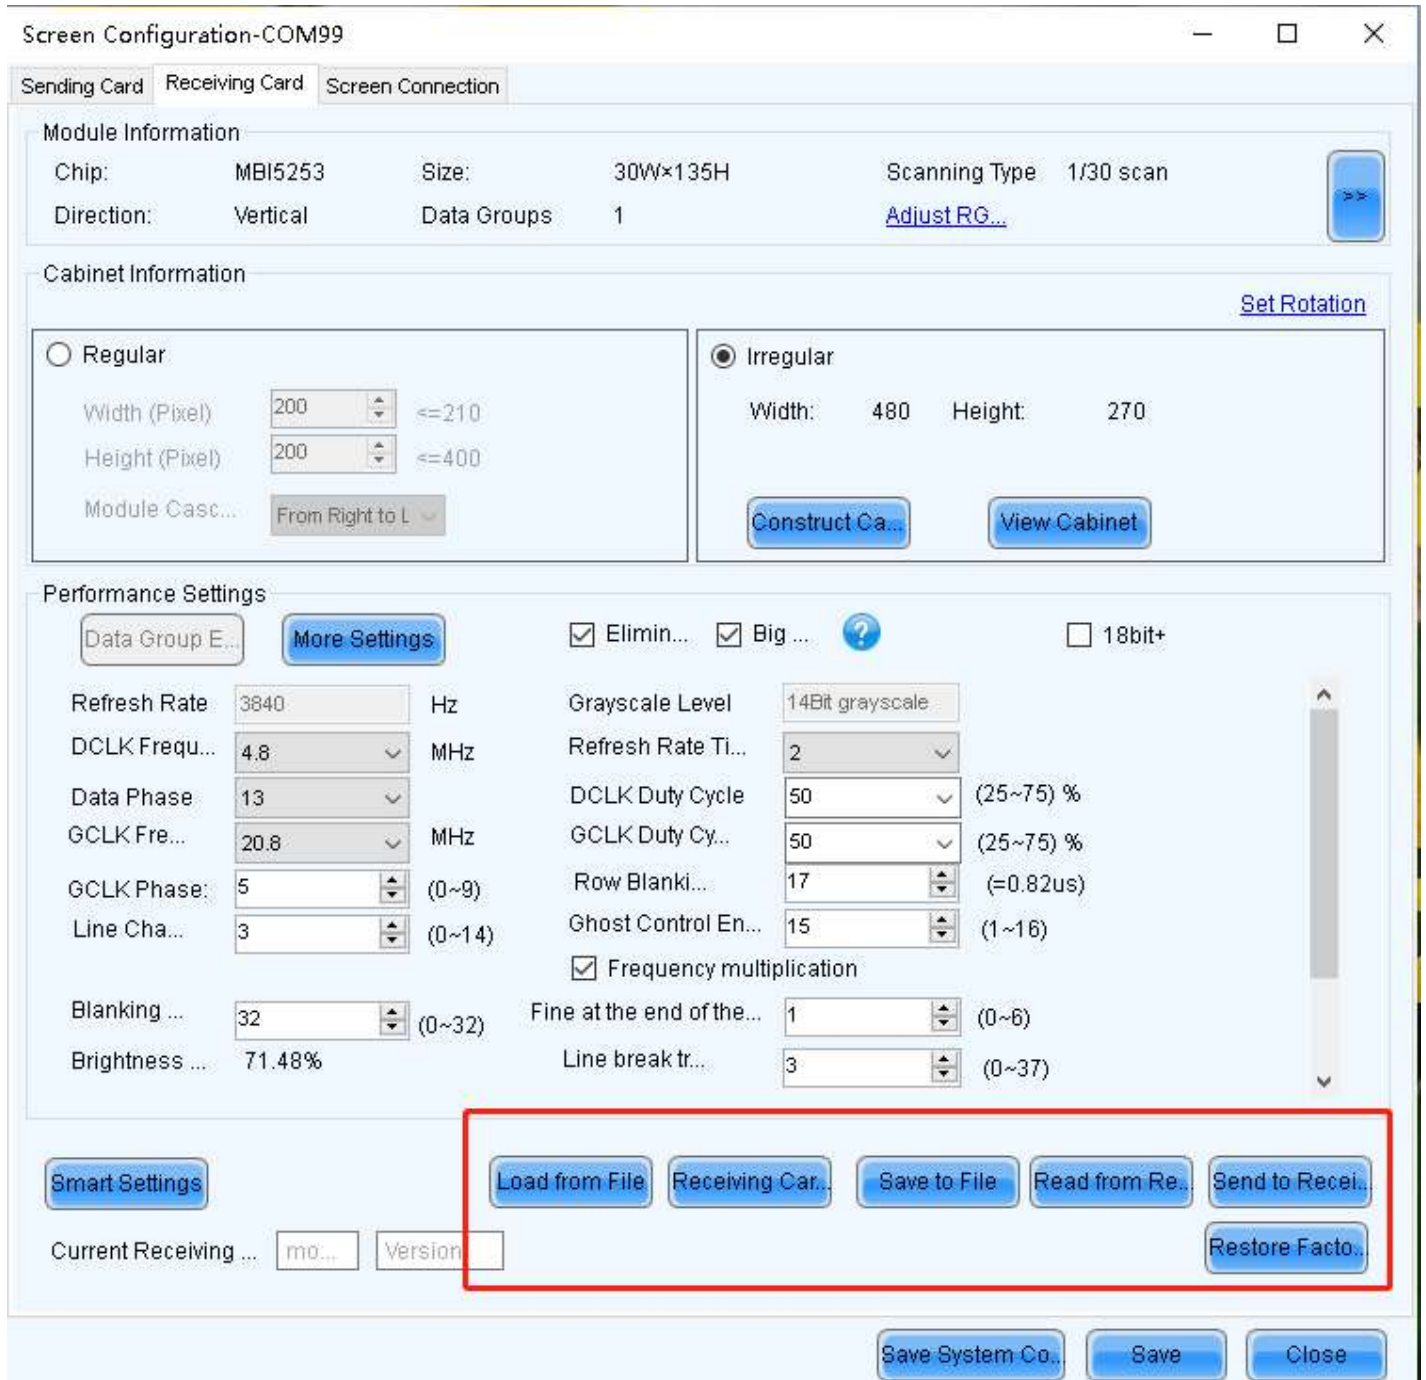 Screen Configuration-COM99
Sending Card Receiving Card Screen Connection
Module Information
Chip: MBI5253 Size: 30W×135H Scanning Type 1/30 scan
>>
Direction: Vertical Data Groups 1 Adjust RG...
Cabinet Information
Set Rotation
Regular
Width (Pixel) 200 <=210
Height (Pixel) 200 <=400
Module Casc... From Right to L
Irregular
Width: 480 Height: 270
Construct Ca... View Cabinet
Performance Settings
Data Group E... More Settings Elimin... Big ... ? 18bit+
Refresh Rate 3840 Hz Grayscale Level 14Bit grayscale
DCLK Frequ... 4.8 MHz Refresh Rate Ti... 2
Data Phase 13 DCLK Duty Cycle 50 (25~75) %
GCLK Fre... 20.8 MHz GCLK Duty Cy... 50 (25~75) %
GCLK Phase: 5 (0~9) Row Blanki... 17 (=0.82us)
Line Cha... 3 (0~14) Ghost Control En... 15 (1~16)
Frequency multiplication
Blanking ... 32 (0~32) Fine at the end of the... 1 (0~6)
Brightness ... 71.48% Line break tr... 3 (0~37)
Smart Settings Load from File Receiving Car... Save to File Read from Re... Send to Recei...
Current Receiving ... mo... Version Restore Facto...
Save System Co... Save Close